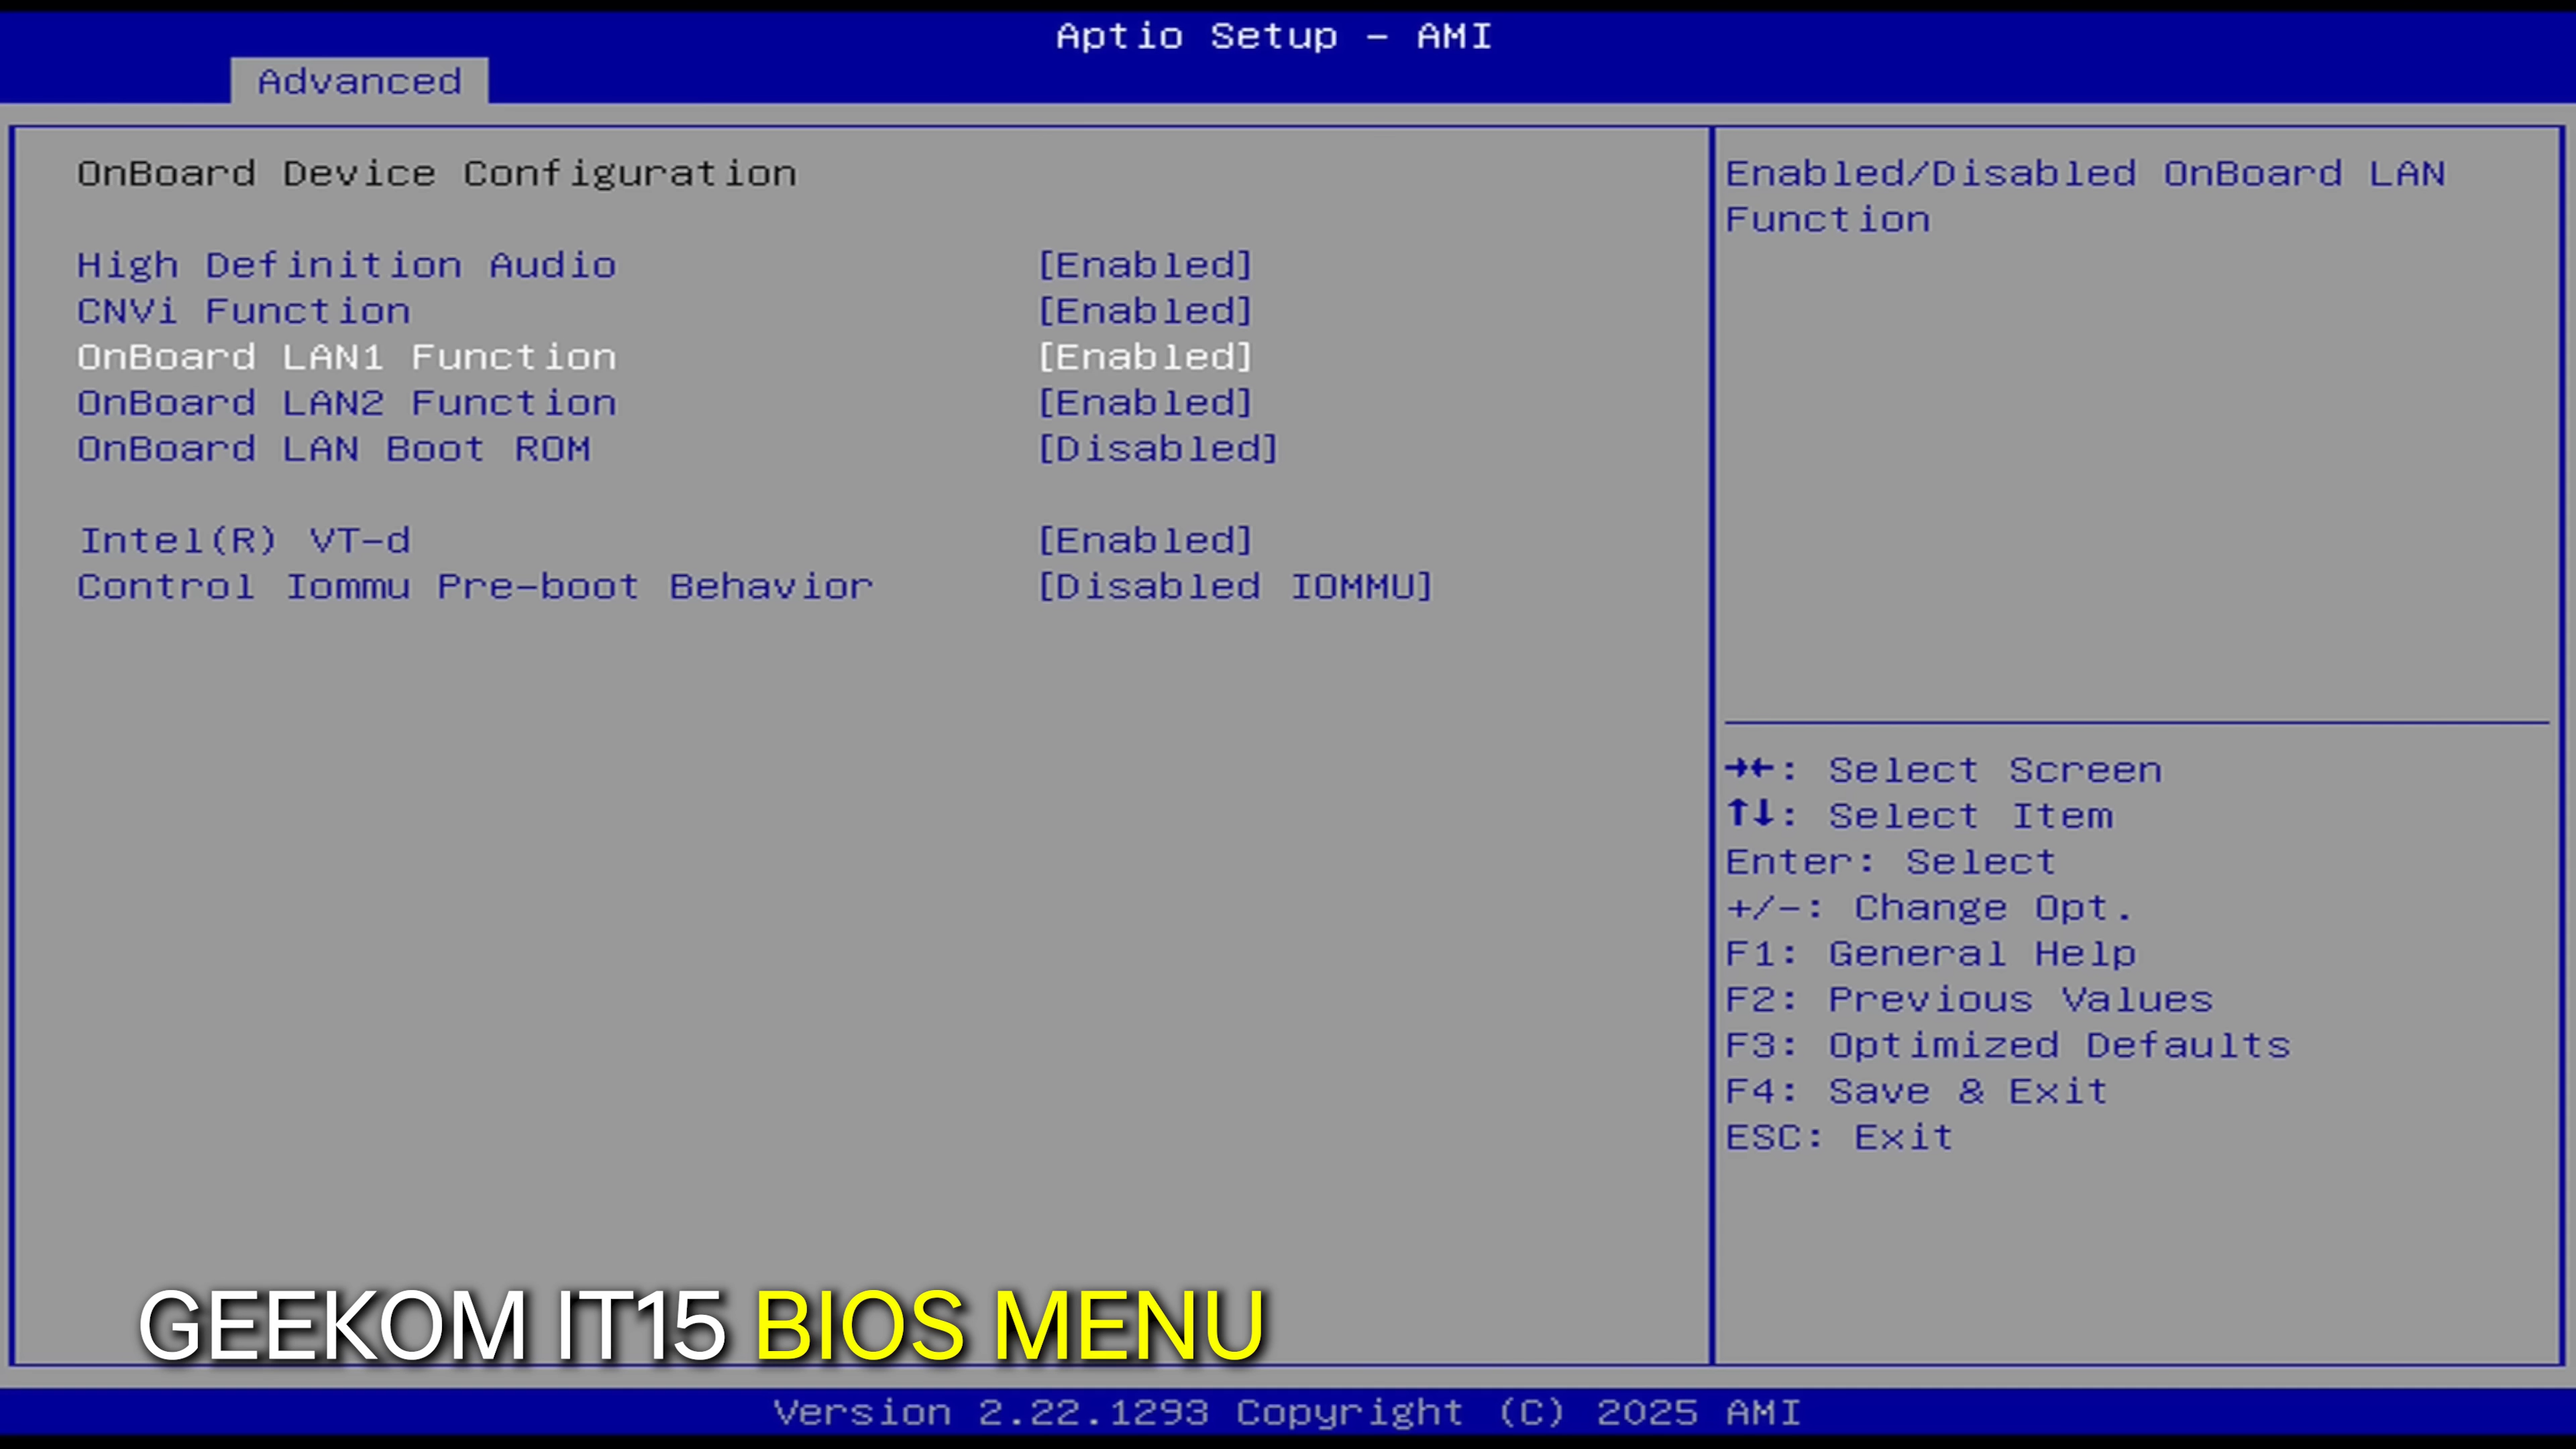 Aptio Setup – AMI
Advanced
OnBoard Device Configuration
High Definition Audio [Enabled]
CNVi Function [Enabled]
OnBoard LAN1 Function [Enabled]
OnBoard LAN2 Function [Enabled]
OnBoard LAN Boot ROM [Disabled]
Intel(R) VT-d [Enabled]
Control Iommu Pre-boot Behavior [Disabled IOMMU]
Enabled/Disabled OnBoard LAN
Function
→←: Select Screen
↑↓: Select Item
Enter: Select
+/-: Change Opt.
F1: General Help
F2: Previous Values
F3: Optimized Defaults
F4: Save & Exit
ESC: Exit
GEEKOM IT15 BIOS MENU
Version 2.22.1293 Copyright (C) 2025 AMI